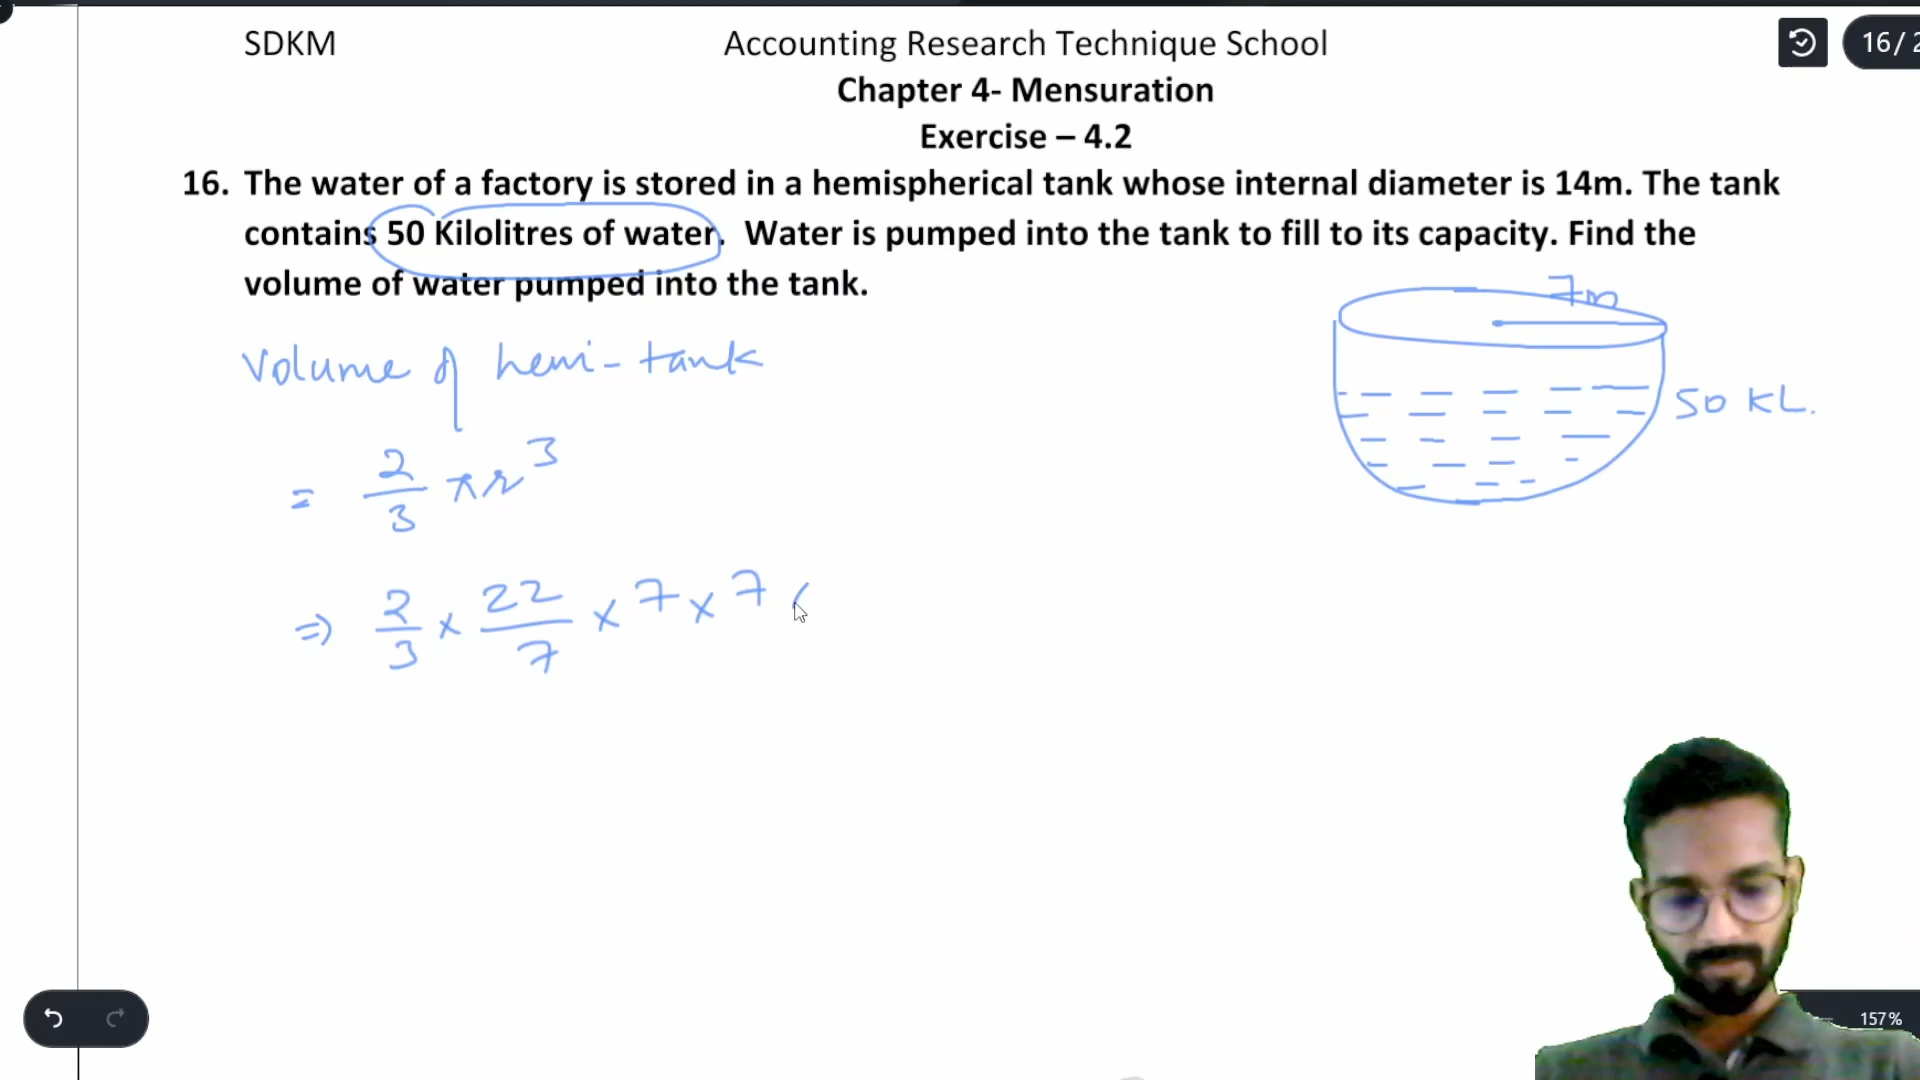 SDKM Accounting Research Technique School
16/2
Chapter 4- Mensuration
Exercise – 4.2
16. The water of a factory is stored in a hemispherical tank whose internal diameter is 14m. The tank
contains 50 Kilolitres of water. Water is pumped into the tank to fill to its capacity. Find the
volume of water pumped into the tank.
7m
50 KL.
Volume of hemi-tank
= 2/3 πr³
⇒ 2/3 × 22/7 × 7 × 7
157%